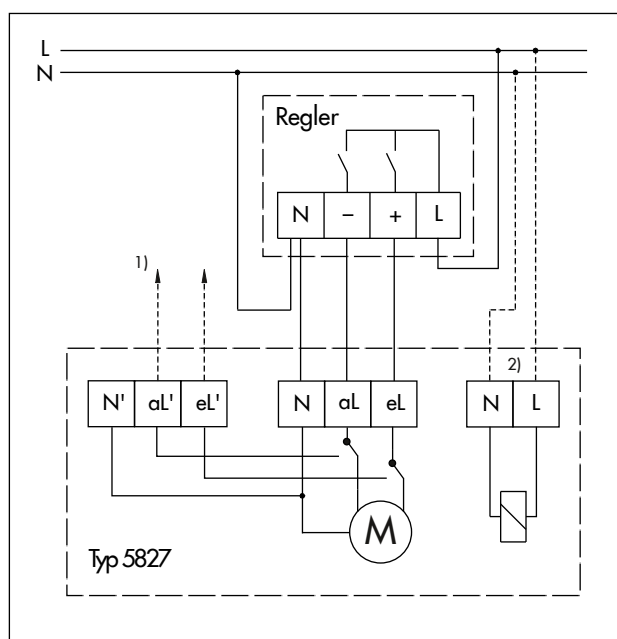 L
N
Regler
N – + L
1)
2)
N' aL' eL' N aL eL N L
M
Typ 5827